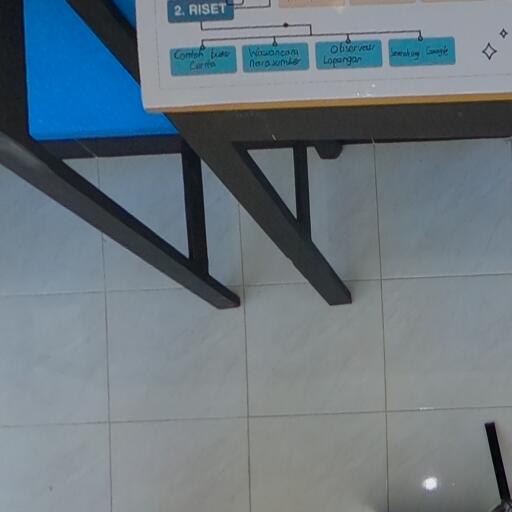 2. RISET
Contoh buku
Cerita
Wawancara
narasumber
Observasi
Lapangan
Searching Google